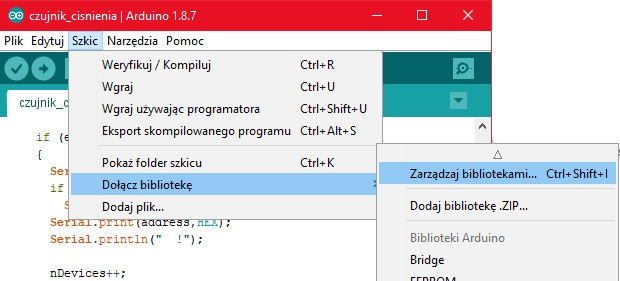 czujnik_cisnienia | Arduino 1.8.7
Plik Edytuj Szkic Narzędzia Pomoc
Weryfikuj / Kompiluj Ctrl+R
Wgraj Ctrl+U
Wgraj używając programatora Ctrl+Shift+U
Eksport skompilowanego programu Ctrl+Alt+S
Pokaż folder szkicu Ctrl+K
Dołącz bibliotekę
Dodaj plik...
Zarządzaj bibliotekami... Ctrl+Shift+I
Dodaj bibliotekę .ZIP...
Biblioteki Arduino
Bridge
EEPROM
czujnik_c
if (e
{
Se
if
S
Serial.print(address,HEX);
Serial.println("  !");
nDevices++;